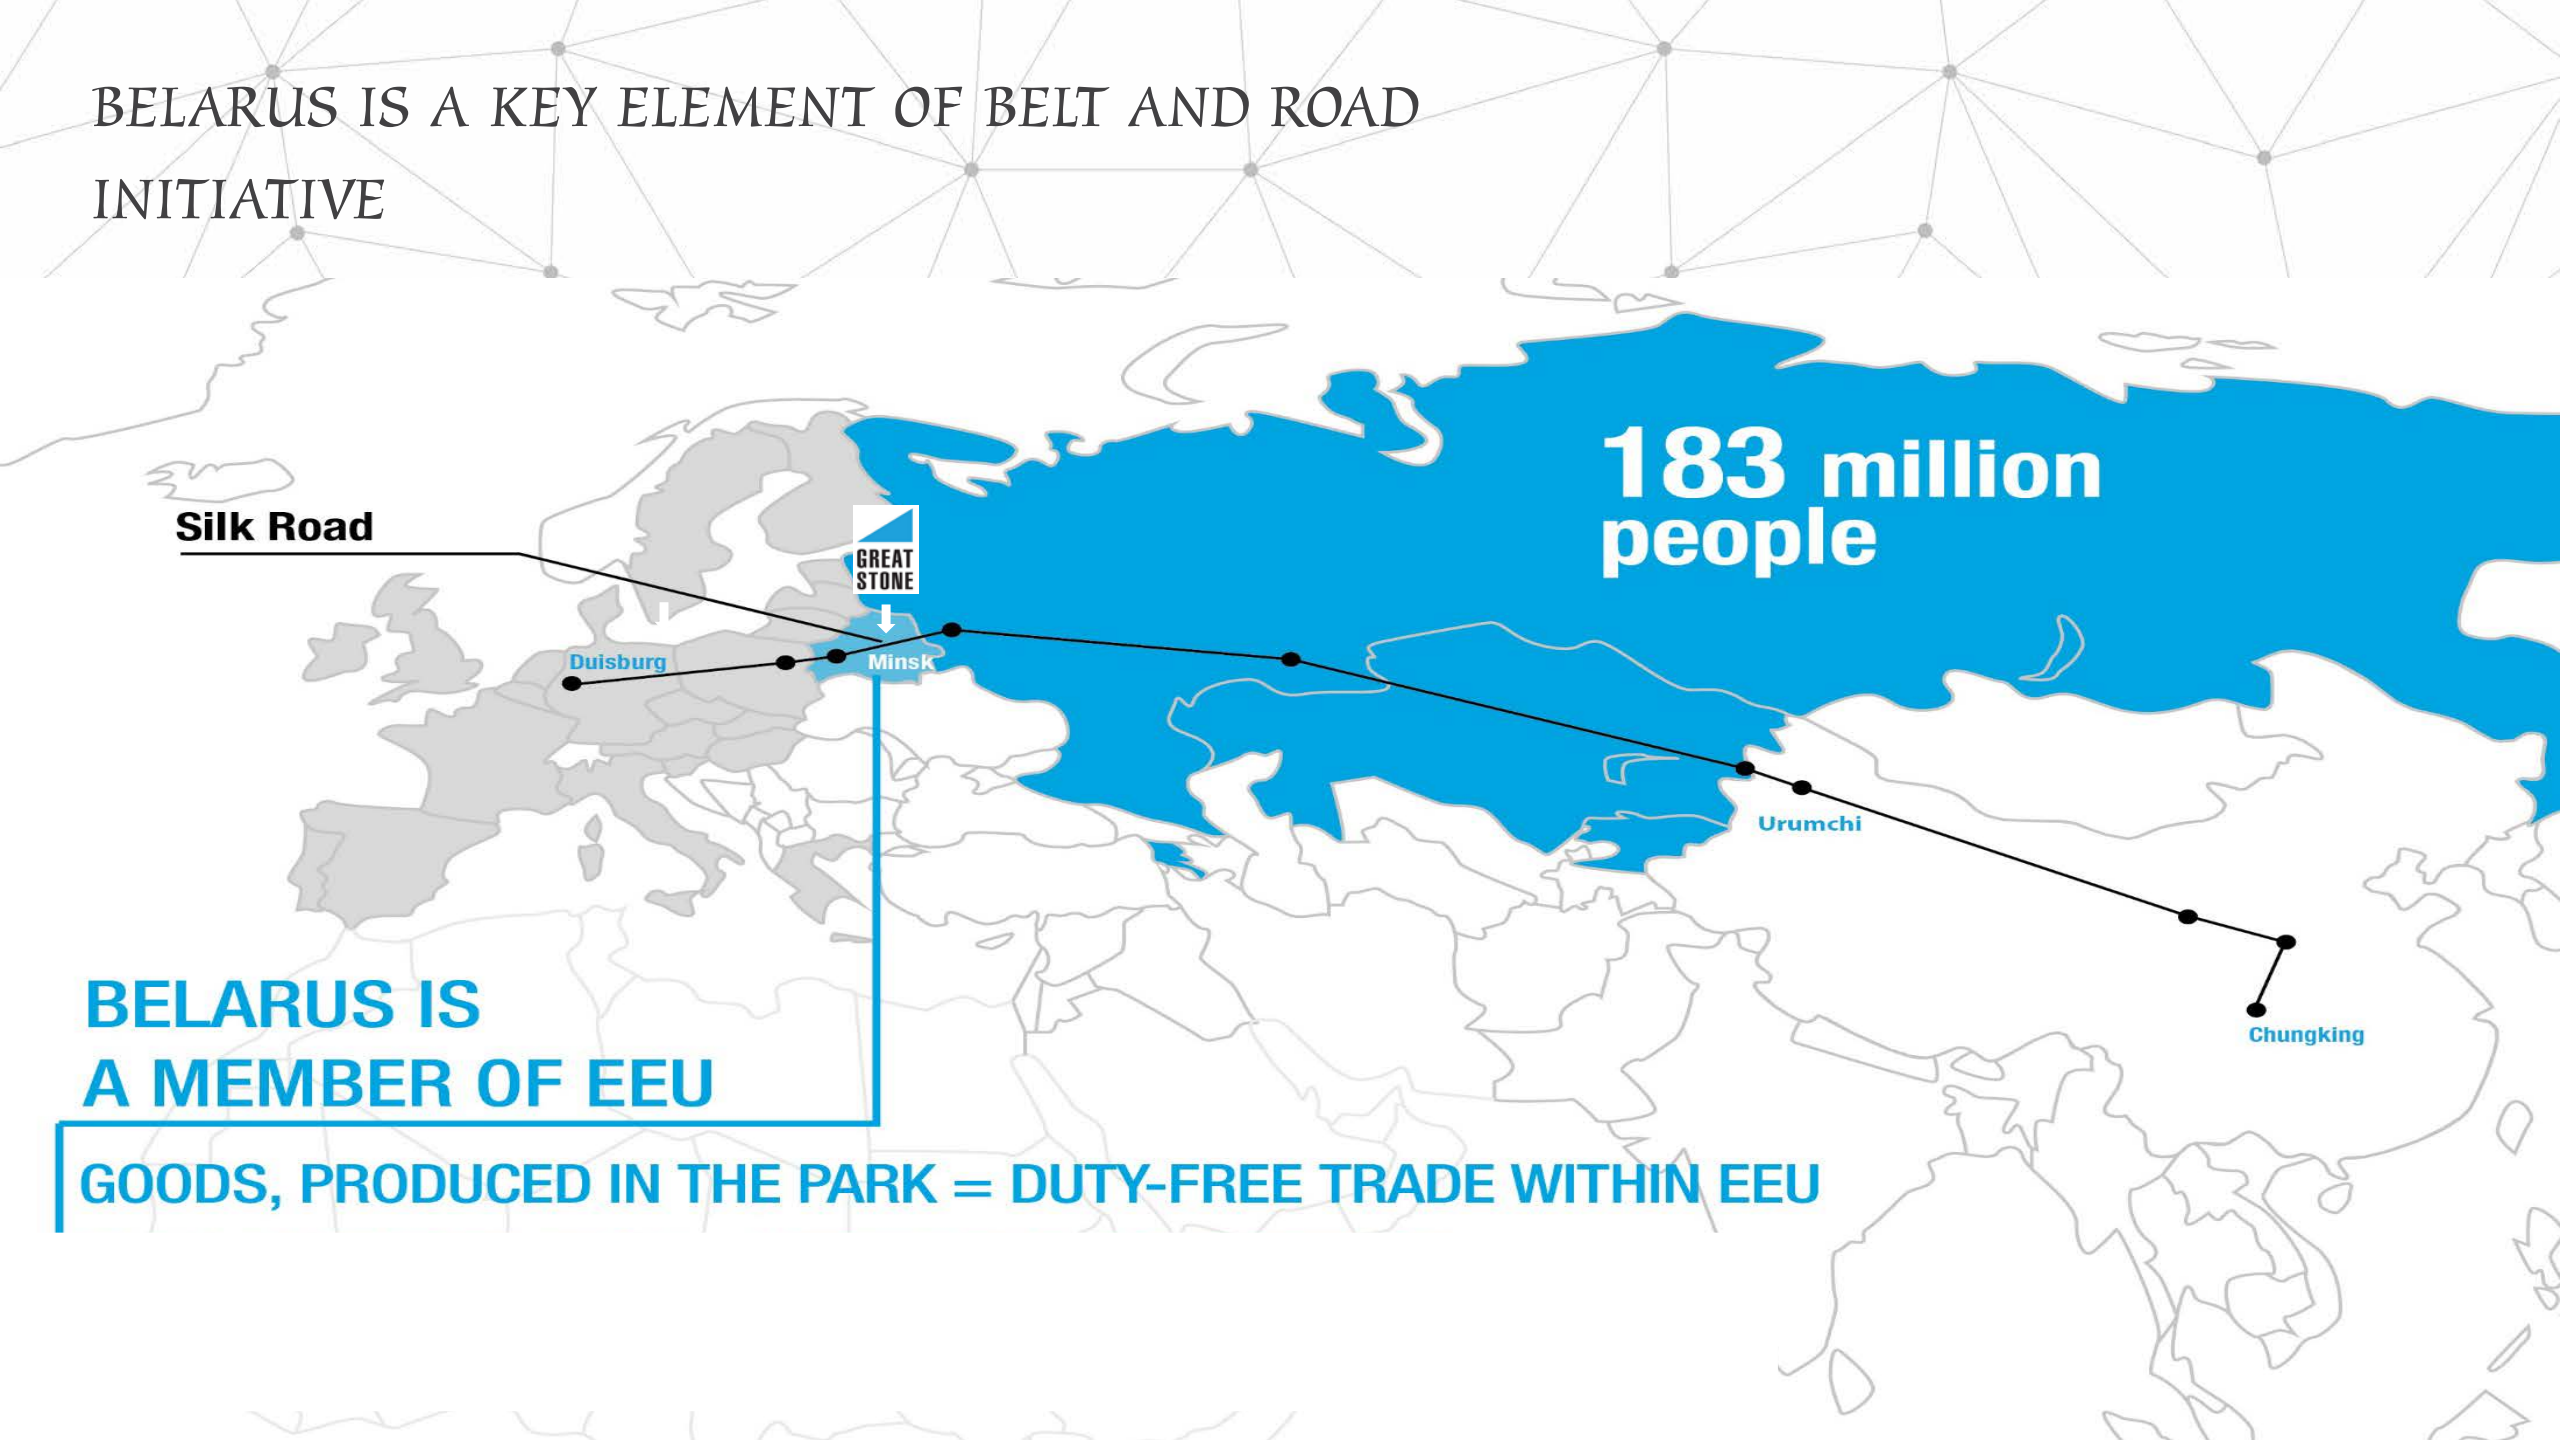 BELARUS IS A KEY ELEMENT OF BELT AND ROAD
INITIATIVE
183 million
people
Silk Road
GREAT
STONE
Duisburg
Minsk
Urumchi
Chungking
BELARUS IS
A MEMBER OF EEU
GOODS, PRODUCED IN THE PARK = DUTY-FREE TRADE WITHIN EEU